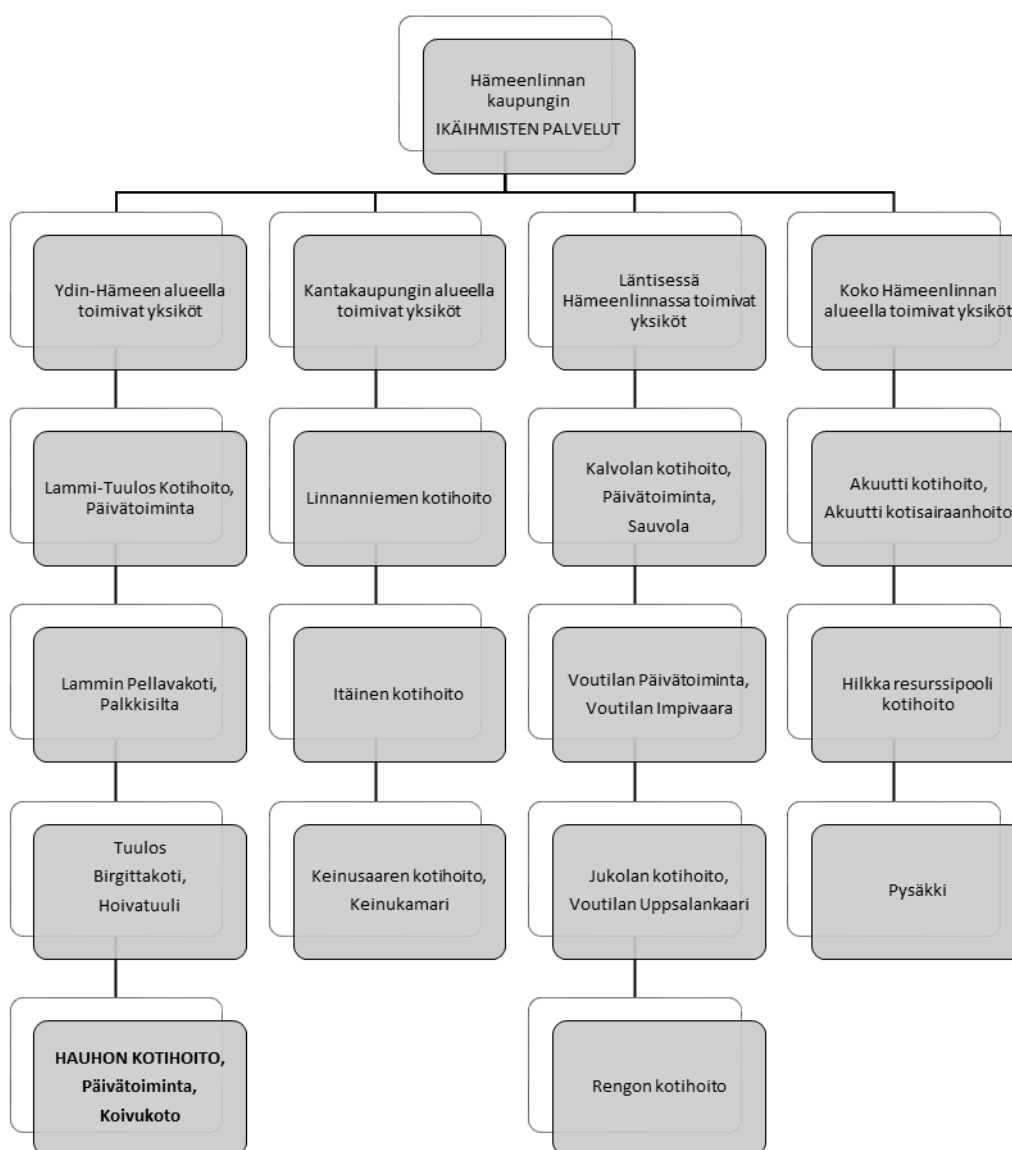 Hämeenlinnan
kaupungin
IKÄIHMISTEN PALVELUT
Ydin-Hämeen alueella
toimivat yksiköt
Kantakaupungin alueella
toimivat yksiköt
Läntisessä
Hämeenlinnassa toimivat
yksiköt
Koko Hämeenlinnan
alueella toimivat yksiköt
Lammi-Tuulos Kotihoito,
Päivätoiminta
Linnanniemen kotihoito
Kalvolan kotihoito,
Päivätoiminta,
Sauvola
Akuutti kotihoito,
Akuutti kotisairaanhoito
Lammin Pellavakoti,
Palkkisilta
Itäinen kotihoito
Voutilan Päivätoiminta,
Voutilan Impivaara
Hilkka resurssipooli
kotihoito
Tuulos
Birgittakoti,
Hoivatuuli
Keinusaaren kotihoito,
Keinukamari
Jukolan kotihoito,
Voutilan Uppsalankaari
Pysäkki
HAUHON KOTIHOITO,
Päivätoiminta,
Koivukoto
Rengon kotihoito